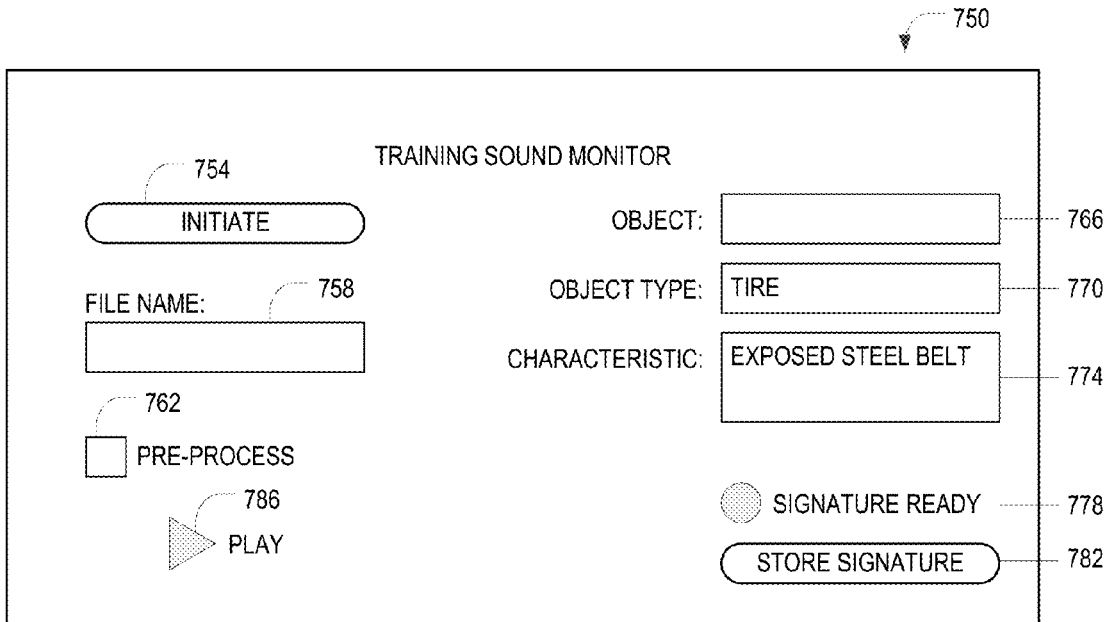 750
TRAINING SOUND MONITOR
754
INITIATE
OBJECT:
766
FILE NAME:
758
OBJECT TYPE: TIRE
770
CHARACTERISTIC: EXPOSED STEEL BELT
774
762
PRE-PROCESS
786
PLAY
SIGNATURE READY
778
STORE SIGNATURE
782